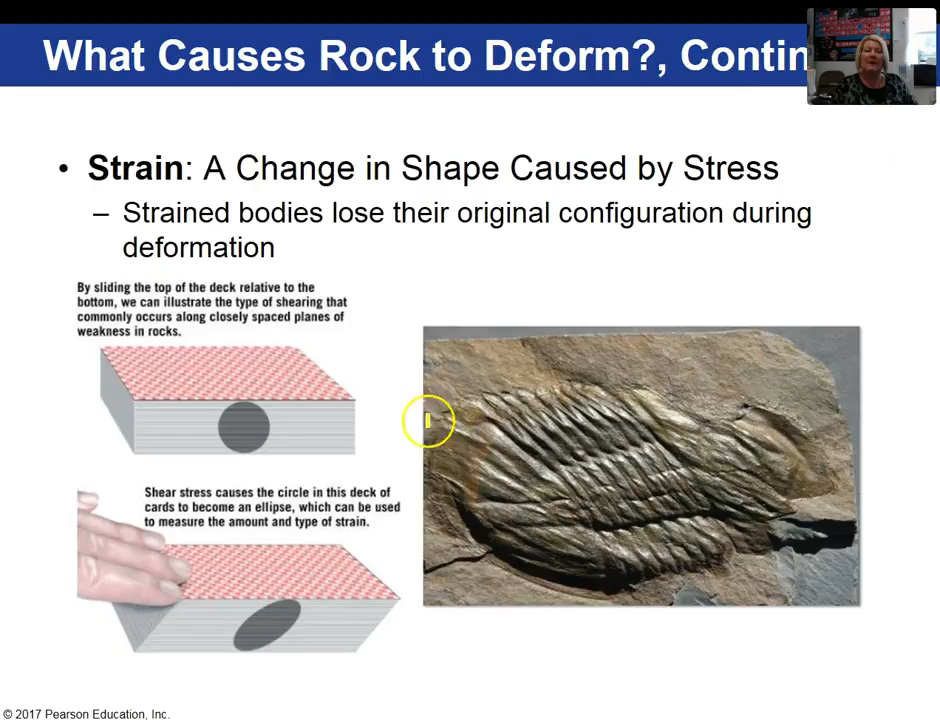 What Causes Rock to Deform?, Contin
• Strain: A Change in Shape Caused by Stress
– Strained bodies lose their original configuration during
deformation
By sliding the top of the deck relative to the
bottom, we can illustrate the type of shearing that
commonly occurs along closely spaced planes of
weakness in rocks.
Shear stress causes the circle in this deck of
cards to become an ellipse, which can be used
to measure the amount and type of strain.
© 2017 Pearson Education, Inc.